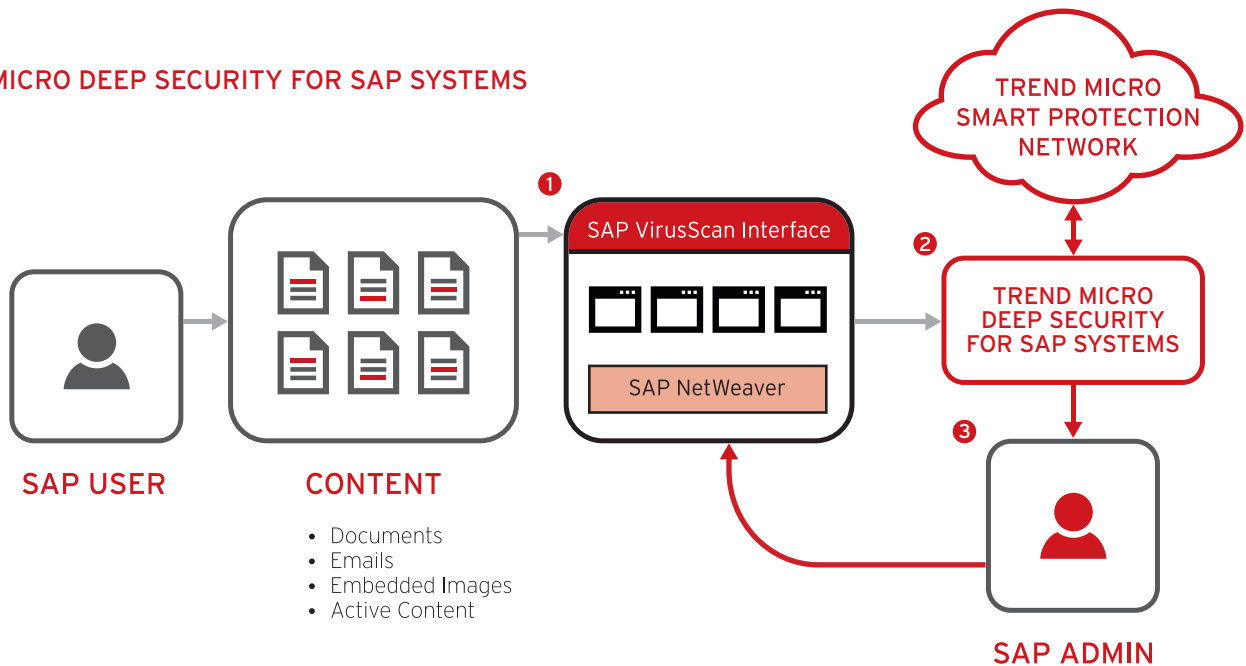 MICRO DEEP SECURITY FOR SAP SYSTEMS
TREND MICRO
SMART PROTECTION
NETWORK
1
SAP VirusScan Interface
2
TREND MICRO
DEEP SECURITY
FOR SAP SYSTEMS
SAP NetWeaver
3
SAP USER
CONTENT
• Documents
• Emails
• Embedded Images
• Active Content
SAP ADMIN